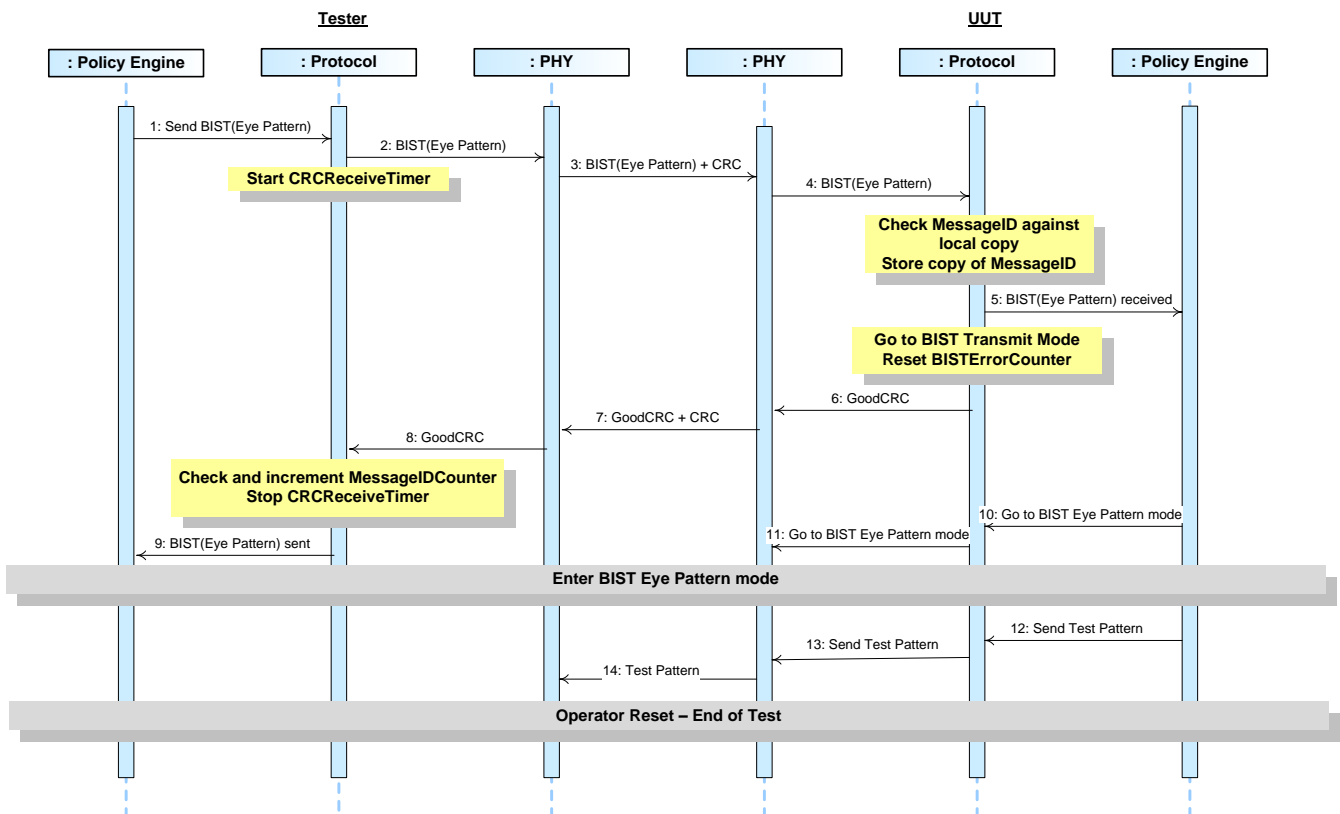 Tester
UUT
: Policy Engine
: Protocol
: PHY
: PHY
: Protocol
: Policy Engine
1: Send BIST(Eye Pattern)
2: BIST(Eye Pattern)
3: BIST(Eye Pattern) + CRC
Start CRCReceiveTimer
4: BIST(Eye Pattern)
Check MessageID against
local copy
Store copy of MessageID
5: BIST(Eye Pattern) received
Go to BIST Transmit Mode
Reset BISTErrorCounter
6: GoodCRC
7: GoodCRC + CRC
8: GoodCRC
Check and increment MessageIDCounter
Stop CRCReceiveTimer
10: Go to BIST Eye Pattern mode
11: Go to BIST Eye Pattern mode
9: BIST(Eye Pattern) sent
Enter BIST Eye Pattern mode
12: Send Test Pattern
13: Send Test Pattern
14: Test Pattern
Operator Reset – End of Test